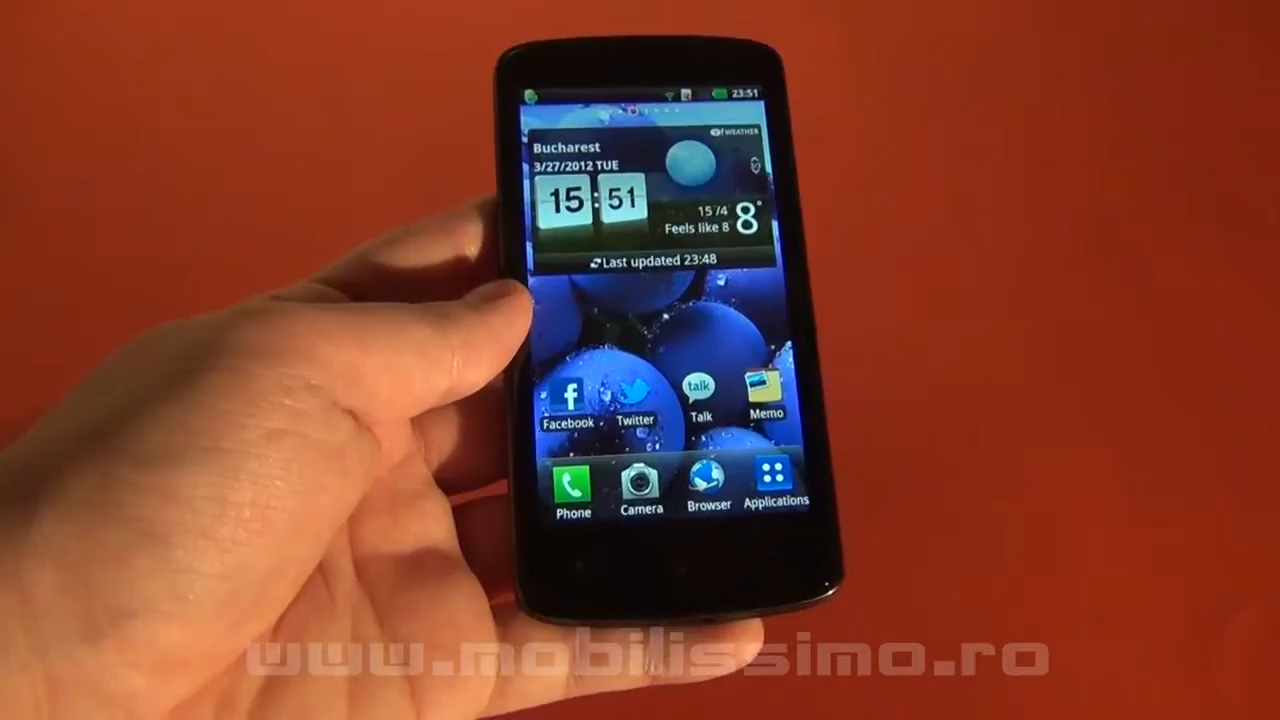 23:51
WEATHER
Bucharest
3/27/2012 TUE
15:51
15/4
8°
Feels like 8°
Last updated 23:48
talk
Facebook
Twitter
Talk
Memo
Phone
Camera
Browser
Applications
www.mobilissimo.ro